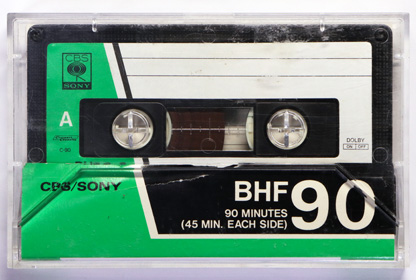 CBS
SONY
A
C-90
DOLBY
ON OFF
CBS/SONY
BHF 90
90 MINUTES
(45 MIN. EACH SIDE)